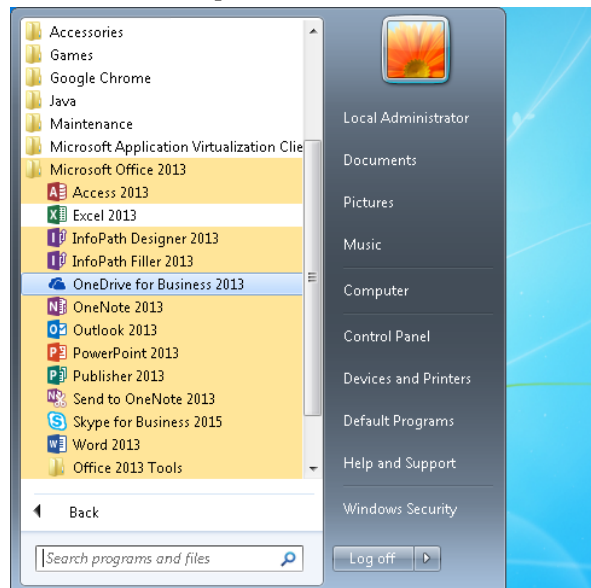 Accessories
Games
Google Chrome
Java
Maintenance
Microsoft Application Virtualization Clie
Microsoft Office 2013
Access 2013
Excel 2013
InfoPath Designer 2013
InfoPath Filler 2013
OneDrive for Business 2013
OneNote 2013
Outlook 2013
PowerPoint 2013
Publisher 2013
Send to OneNote 2013
Skype for Business 2015
Word 2013
Office 2013 Tools
Back
Search programs and files
Local Administrator
Documents
Pictures
Music
Computer
Control Panel
Devices and Printers
Default Programs
Help and Support
Windows Security
Log off